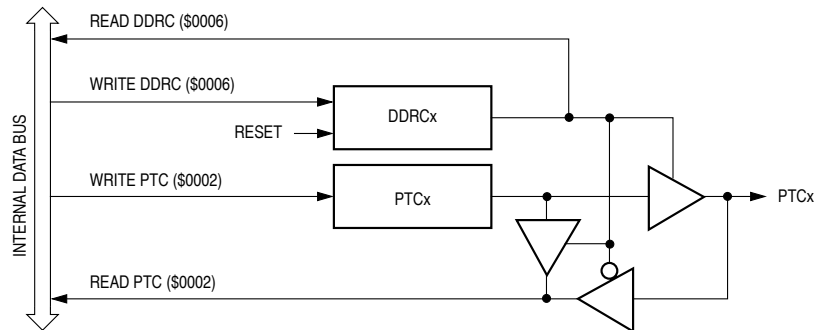 READ DDRC ($0006)
WRITE DDRC ($0006)
DDRCx
RESET
INTERNAL DATA BUS
WRITE PTC ($0002)
PTCx
PTCx
READ PTC ($0002)